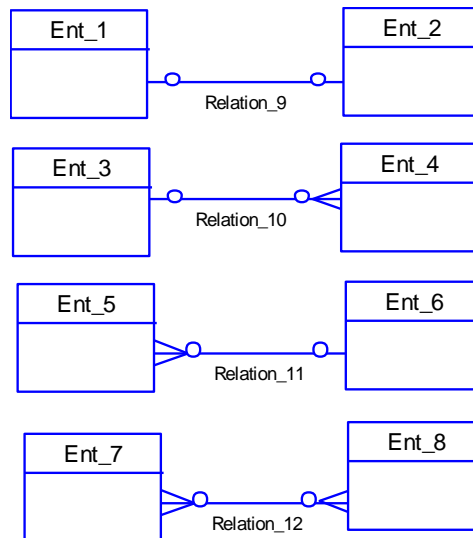 Ent_1
Ent_2
Relation_9
Ent_3
Ent_4
Relation_10
Ent_5
Ent_6
Relation_11
Ent_7
Ent_8
Relation_12